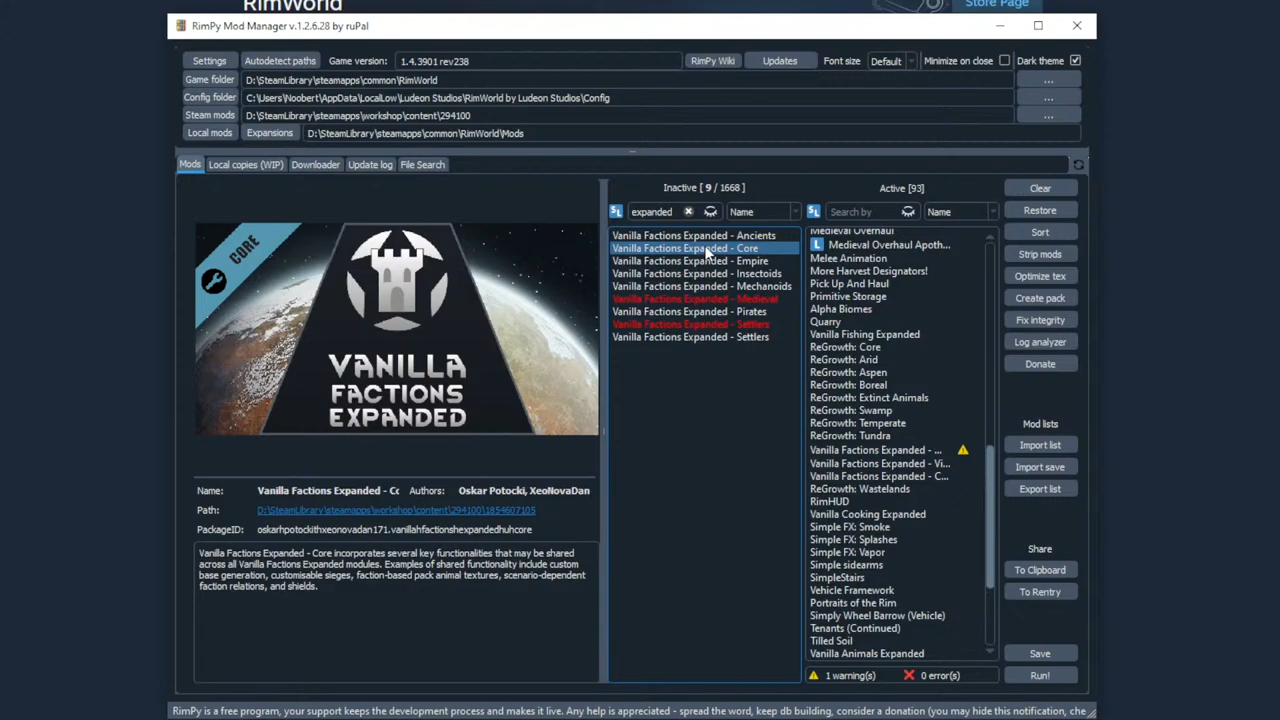 RimWorld
Store Page
RimPy Mod Manager v.1.2.6.28 by ruPal
Settings
Autodetect paths
Game version:
1.4.3901 rev238
RimPy Wiki
Updates
Font size
Default
Minimize on close
Dark theme
Game folder
D:\SteamLibrary\steamapps\common\RimWorld
...
Config folder
C:\Users\Noobert\AppData\LocalLow\Ludeon Studios\RimWorld by Ludeon Studios\Config
...
Steam mods
D:\SteamLibrary\steamapps\workshop\content\294100
...
Local mods
Expansions
D:\SteamLibrary\steamapps\common\RimWorld\Mods
Mods
Local copies (WIP)
Downloader
Update log
File Search
CORE
VANILLA
FACTIONS
EXPANDED
Name:
Vanilla Factions Expanded - Cc
Authors:
Oskar Potocki, XeoNovaDan
Path:
D:\SteamLibrary\steamapps\workshop\content\294100\1854607105
PackageID:
oskarhpotockithxeonovadan171.vanillahfactionshexpandedhuhcore
Vanilla Factions Expanded - Core incorporates several key functionalities that may be shared
across all Vanilla Factions Expanded modules. Examples of shared functionality include custom
base generation, customisable sieges, faction-based pack animal textures, scenario-dependent
faction relations, and shields.
Inactive [ 9 / 1668 ]
SL
expanded
Name
Vanilla Factions Expanded - Ancients
Vanilla Factions Expanded - Core
Vanilla Factions Expanded - Empire
Vanilla Factions Expanded - Insectoids
Vanilla Factions Expanded - Mechanoids
Vanilla Factions Expanded - Medieval
Vanilla Factions Expanded - Pirates
Vanilla Factions Expanded - Settlers
Vanilla Factions Expanded - Settlers
Active [93]
SL
Search by
Name
Medieval Overhaul
L Medieval Overhaul Apoth...
Melee Animation
More Harvest Designators!
Pick Up And Haul
Primitive Storage
Alpha Biomes
Quarry
Vanilla Fishing Expanded
ReGrowth: Core
ReGrowth: Arid
ReGrowth: Aspen
ReGrowth: Boreal
ReGrowth: Extinct Animals
ReGrowth: Swamp
ReGrowth: Temperate
ReGrowth: Tundra
Vanilla Factions Expanded - ...
Vanilla Factions Expanded - Vi...
Vanilla Factions Expanded - C...
ReGrowth: Wastelands
RimHUD
Vanilla Cooking Expanded
Simple FX: Smoke
Simple FX: Splashes
Simple FX: Vapor
Simple sidearms
SimpleStairs
Vehicle Framework
Portraits of the Rim
Simply Wheel Barrow (Vehicle)
Tenants (Continued)
Tilled Soil
Vanilla Animals Expanded
1 warning(s)
0 error(s)
Clear
Restore
Sort
Strip mods
Optimize tex
Create pack
Fix integrity
Log analyzer
Donate
Mod lists
Import list
Import save
Export list
Share
To Clipboard
To Rentry
Save
Run!
RimPy is a free program, your support keeps the development process and makes it live. Any help is appreciated - spread the word, keep db building, consider a donation (you may hide this notification, che